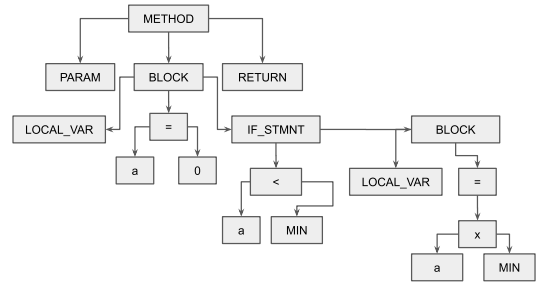 METHOD
PARAM
BLOCK
RETURN
LOCAL_VAR
=
IF_STMNT
BLOCK
a
0
<
LOCAL_VAR
=
a
MIN
x
a
MIN